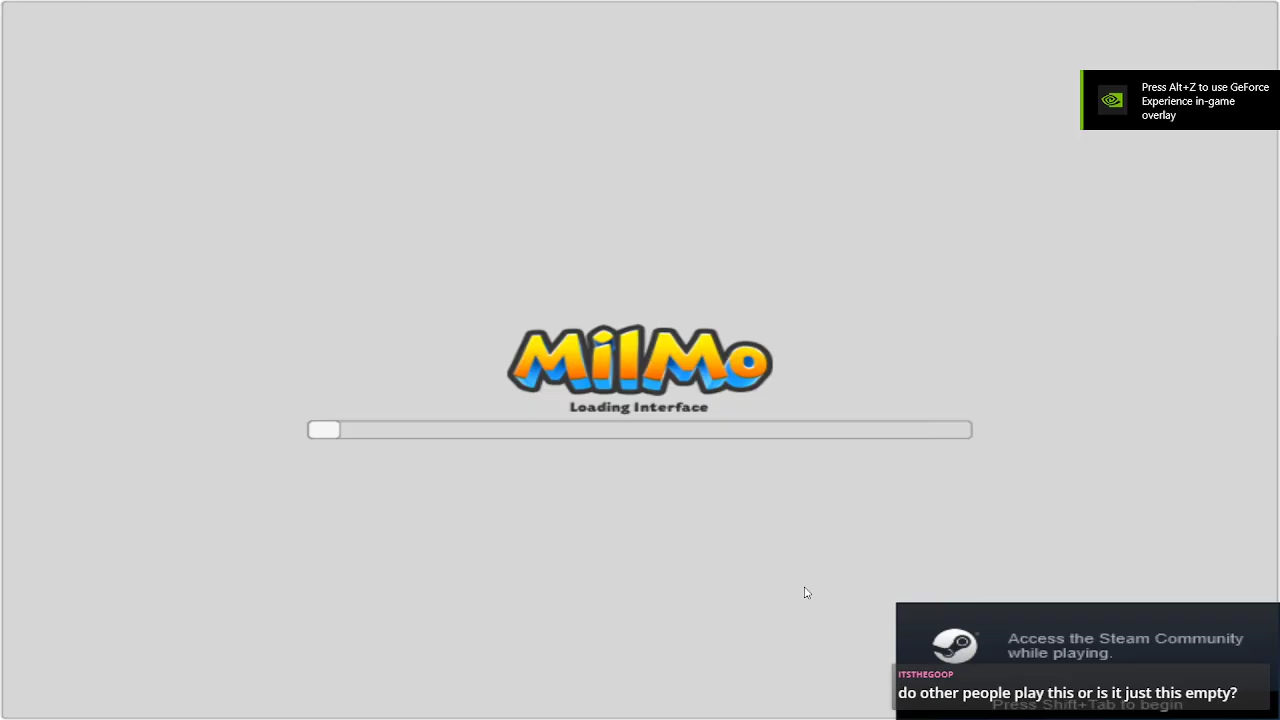 Press Alt+Z to use GeForce
Experience in-game
overlay
MilMo
Loading Interface
Access the Steam Community
while playing.
ITSTHEGOOP
do other people play this or is it just this empty?
Press Shift+Tab to begin